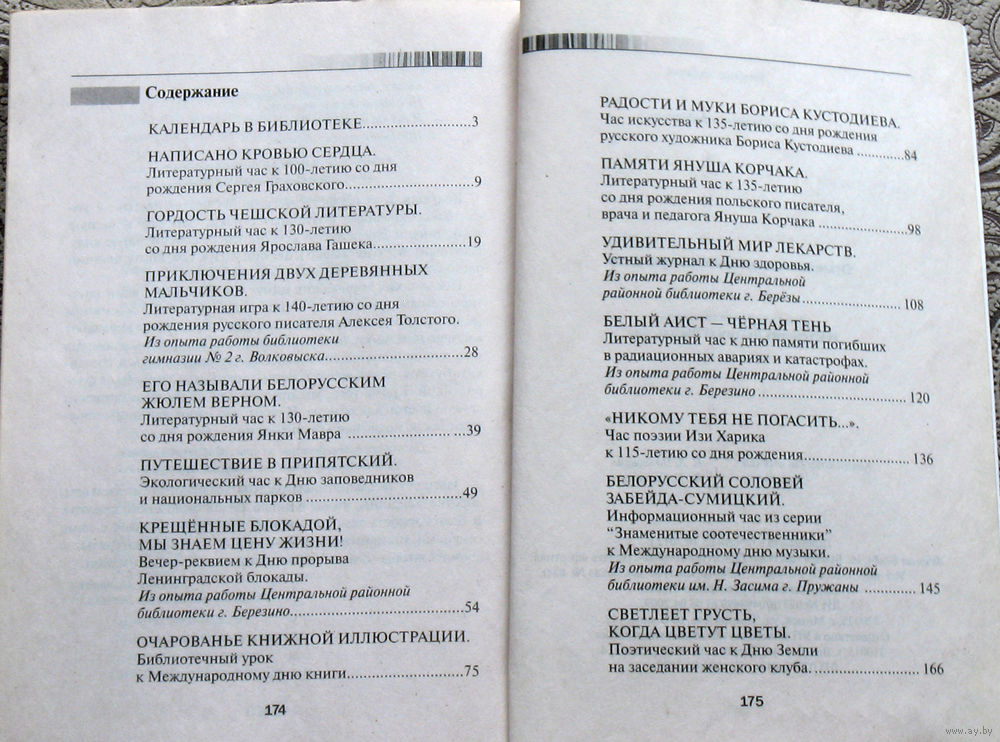 Содержание
КАЛЕНДАРЬ В БИБЛИОТЕКЕ..................3
НАПИСАНО КРОВЬЮ СЕРДЦА.
Литературный час к 100-летию со дня
рождения Сергея Граховского....................9
ГОРДОСТЬ ЧЕШСКОЙ ЛИТЕРАТУРЫ.
Литературный час к 130-летию
со дня рождения Ярослава Гашека...............19
ПРИКЛЮЧЕНИЯ ДВУХ ДЕРЕВЯННЫХ
МАЛЬЧИКОВ.
Литературная игра к 140-летию со дня
рождения русского писателя Алексея Толстого.
Из опыта работы библиотеки
гимназии № 2 г. Волковыска.....................28
ЕГО НАЗЫВАЛИ БЕЛОРУССКИМ
ЖЮЛЕМ ВЕРНОМ.
Литературный час к 130-летию
со дня рождения Янки Мавра ..................39
ПУТЕШЕСТВИЕ В ПРИПЯТСКИЙ.
Экологический час к Дню заповедников
и национальных парков .........................49
КРЕЩЁННЫЕ БЛОКАДОЙ,
МЫ ЗНАЕМ ЦЕНУ ЖИЗНИ!
Вечер-реквием к Дню прорыва
Ленинградской блокады.
Из опыта работы Центральной районной
библиотеки г. Березино...........................54
ОЧАРОВАНЬЕ КНИЖНОЙ ИЛЛЮСТРАЦИИ.
Библиотечный урок
к Международному дню книги...................75
174
РАДОСТИ И МУКИ БОРИСА КУСТОДИЕВА.
Час искусства к 135-летию со дня рождения
русского художника Бориса Кустодиева ..........84
ПАМЯТИ ЯНУША КОРЧАКА.
Литературный час к 135-летию
со дня рождения польского писателя,
врача и педагога Януша Корчака ...............98
УДИВИТЕЛЬНЫЙ МИР ЛЕКАРСТВ.
Устный журнал к Дню здоровья.
Из опыта работы Центральной
районной библиотеки г. Берёзы.................108
БЕЛЫЙ АИСТ — ЧЁРНАЯ ТЕНЬ
Литературный час к дню памяти погибших
в радиационных авариях и катастрофах.
Из опыта работы Центральной районной
библиотеки г. Березино .........................120
«НИКОМУ ТЕБЯ НЕ ПОГАСИТЬ...».
Час поэзии Изи Харика
к 115-летию со дня рождения...................136
БЕЛОРУССКИЙ СОЛОВЕЙ
ЗАБЕЙДА-СУМИЦКИЙ.
Информационный час из серии
“Знаменитые соотечественники”
к Международному дню музыки.
Из опыта работы Центральной районной
библиотеки им. Н. Засима г. Пружаны ..........145
СВЕТЛЕЕТ ГРУСТЬ,
КОГДА ЦВЕТУТ ЦВЕТЫ.
Поэтический час к Дню Земли
на заседании женского клуба....................166
175
www.ay.by